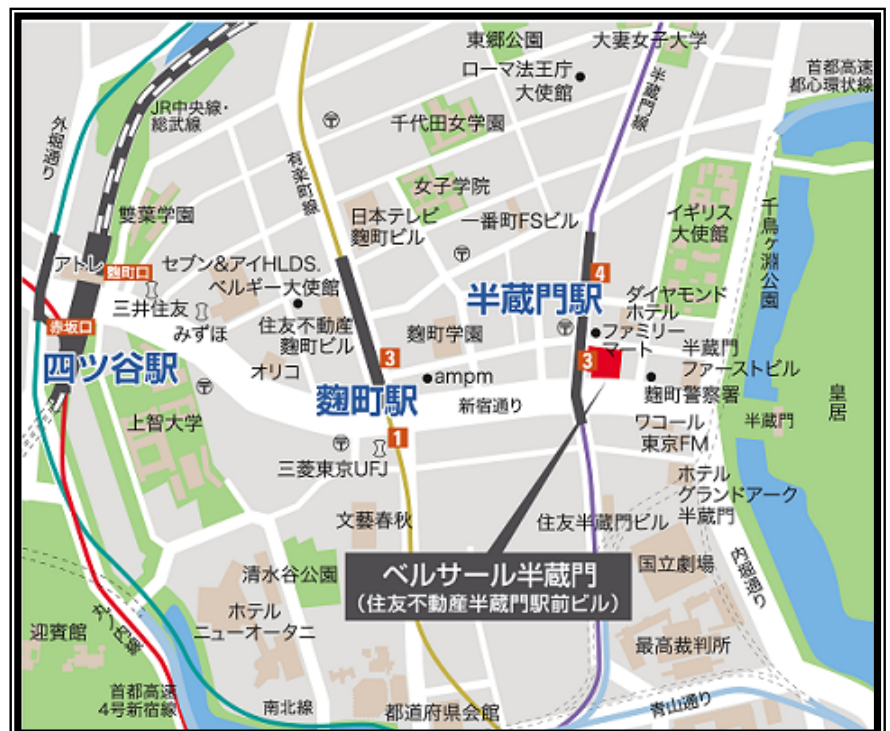 東郷公園
大妻女子大学
ローマ法王庁
大使館
首都高速
都心環状線
半蔵門線
JR中央線・
総武線
外堀通り
千代田女学園
有楽町線
女子学院
雙葉学園
日本テレビ
麹町ビル
一番町FSビル
イギリス
大使館
千鳥ヶ淵公園
アトレ
麹町口
セブン&アイHLDS.
ベルギー大使館
三井住友
みずほ
赤坂口
住友不動産
麹町ビル
麹町学園
半蔵門駅
4
ダイヤモンド
ホテル
ファミリー
マート
3
半蔵門
ファーストビル
四ツ谷駅
オリコ
3
ampm
麹町駅
新宿通り
麹町警察署
皇居
上智大学
1
ワコール
東京FM
半蔵門
三菱東京UFJ
ホテル
グランドアーク
半蔵門
文藝春秋
住友半蔵門ビル
内堀通り
国立劇場
ベルサール半蔵門
(住友不動産半蔵門駅前ビル)
清水谷公園
ホテル
ニューオータニ
迎賓館
丸ノ内線
最高裁判所
首都高速
4号新宿線
南北線
都道府県会館
青山通り